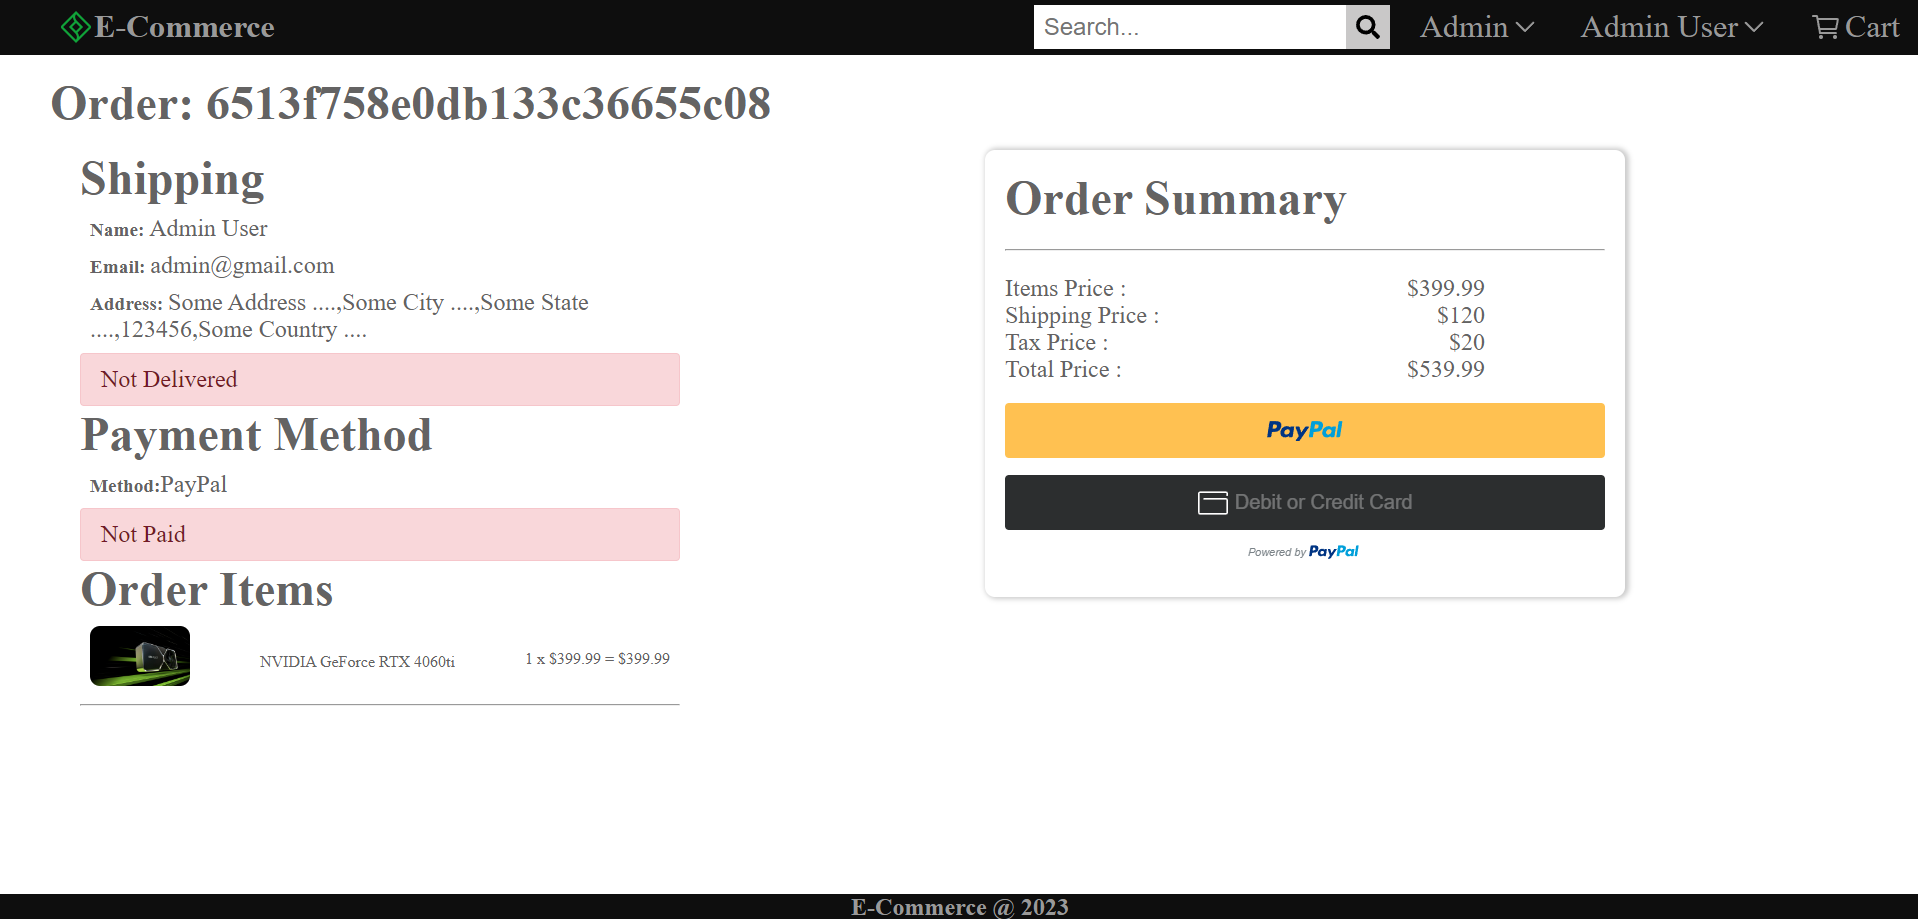 E-Commerce
Search...
Admin
Admin User
Cart
Order: 6513f758e0db133c36655c08
Shipping
Name: Admin User
Email: admin@gmail.com
Address: Some Address ....,Some City ....,Some State
....,123456,Some Country ....
Not Delivered
Payment Method
Method:PayPal
Not Paid
Order Items
NVIDIA GeForce RTX 4060ti
1 x $399.99 = $399.99
Order Summary
Items Price : $399.99
Shipping Price : $120
Tax Price : $20
Total Price : $539.99
PayPal
Debit or Credit Card
Powered by PayPal
E-Commerce @ 2023